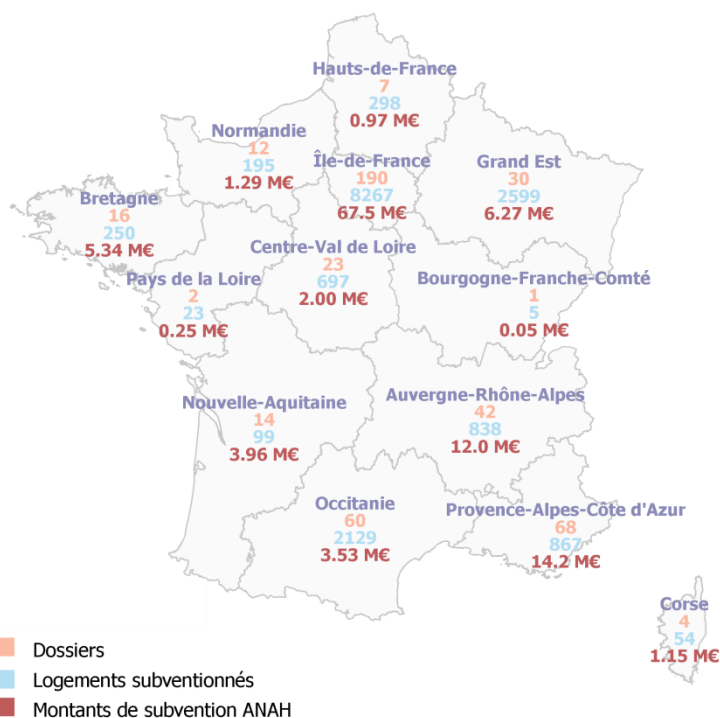 Hauts-de-France
7
298
0.97 M€
Normandie
12
195
1.29 M€
Île-de-France
190
8267
67.5 M€
Grand Est
30
2599
6.27 M€
Bretagne
16
250
5.34 M€
Centre-Val de Loire
23
697
2.00 M€
Pays de la Loire
2
23
0.25 M€
Bourgogne-Franche-Comté
1
5
0.05 M€
Nouvelle-Aquitaine
14
99
3.96 M€
Auvergne-Rhône-Alpes
42
838
12.0 M€
Occitanie
60
2129
3.53 M€
Provence-Alpes-Côte d'Azur
68
867
14.2 M€
Corse
4
54
1.15 M€
Dossiers
Logements subventionnés
Montants de subvention ANAH